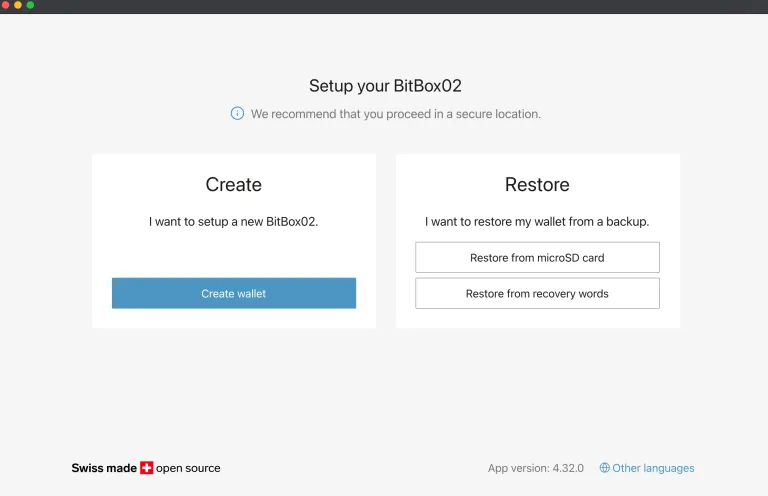 Setup your BitBox02
We recommend that you proceed in a secure location.
Create
I want to setup a new BitBox02.
Create wallet
Restore
I want to restore my wallet from a backup.
Restore from microSD card
Restore from recovery words
Swiss made open source
App version: 4.32.0
Other languages